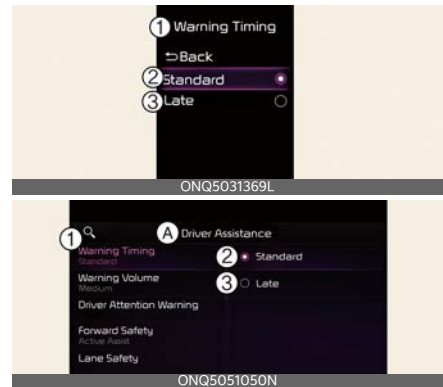 ① Warning Timing
Back
② Standard
③ Late
ONQ5031369L
Ⓐ Driver Assistance
① Warning Timing
Standard
② Standard
Warning Volume
Medium
③ Late
Driver Attention Warning
Forward Safety
Active Assist
Lane Safety
ONQ5051050N